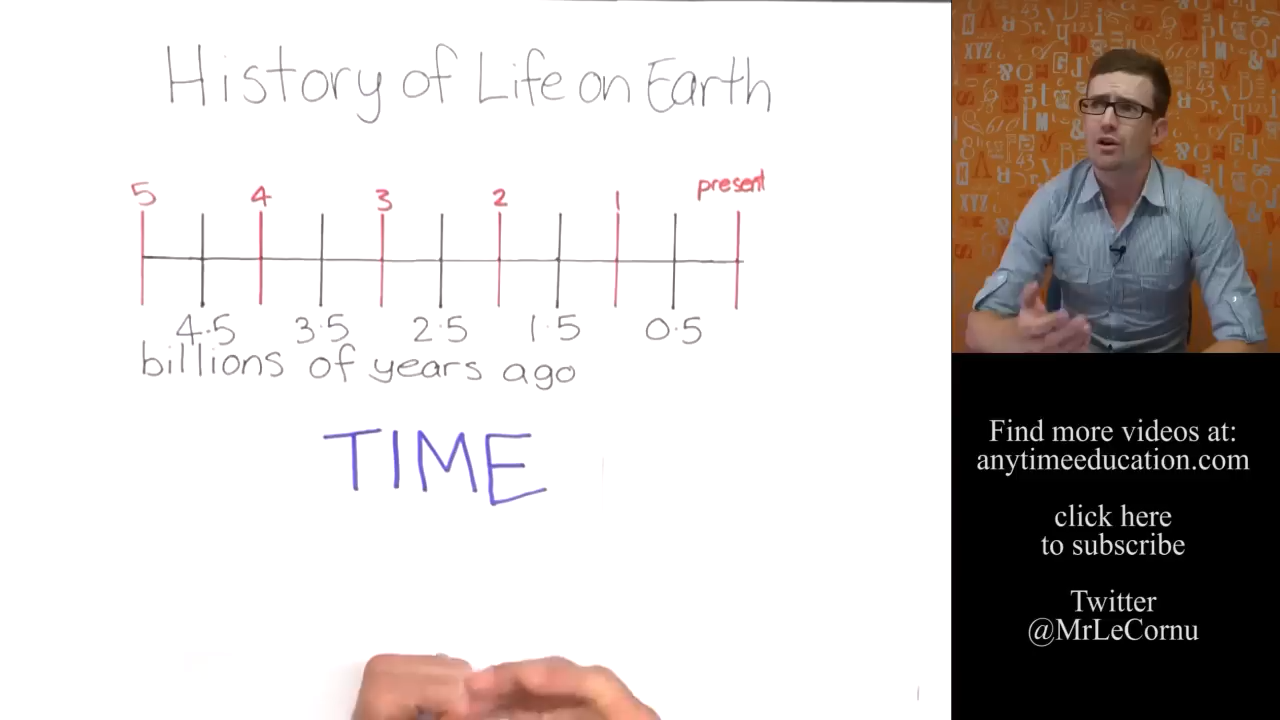 History of Life on Earth
5 4 3 2 1 present
4.5 3.5 2.5 1.5 0.5
billions of years ago
TIME
Find more videos at:
anytimeeducation.com
click here
to subscribe
Twitter
@MrLeCornu